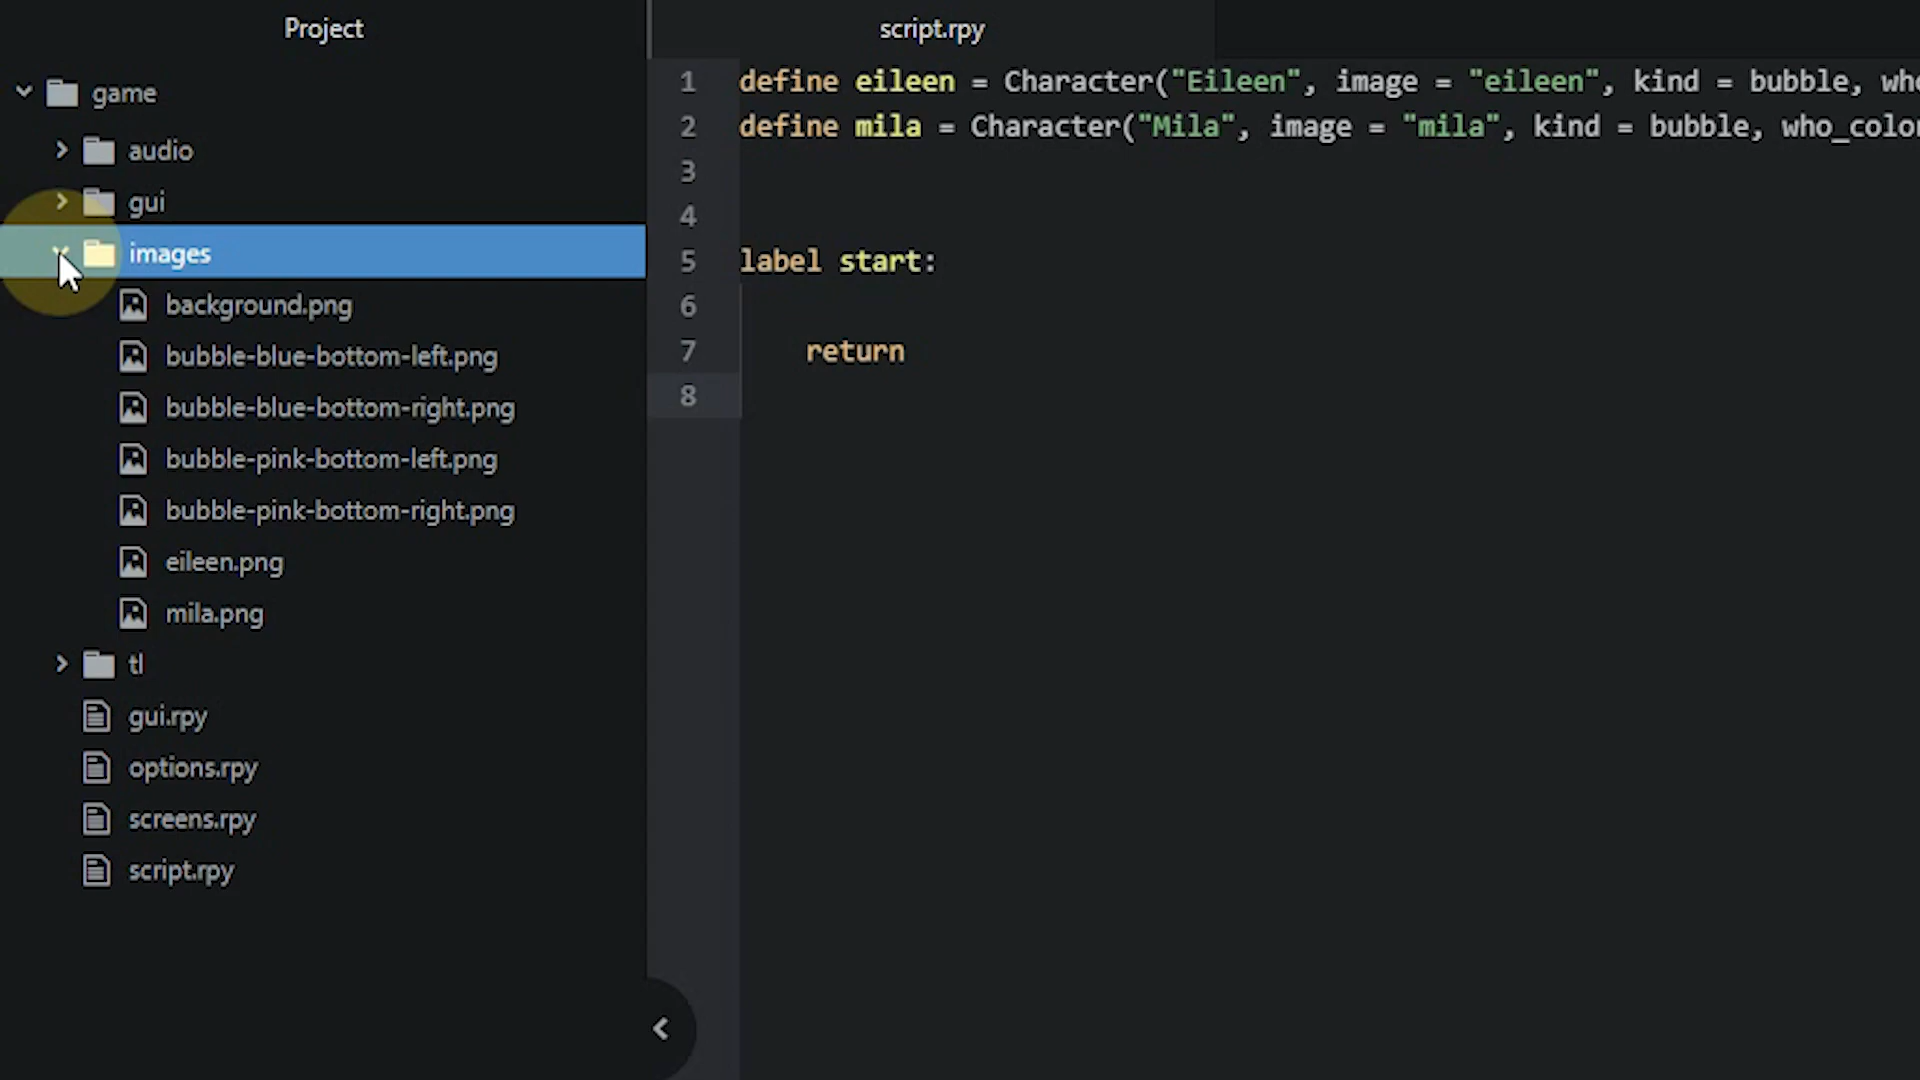 Project
game
audio
gui
images
background.png
bubble-blue-bottom-left.png
bubble-blue-bottom-right.png
bubble-pink-bottom-left.png
bubble-pink-bottom-right.png
eileen.png
mila.png
tl
gui.rpy
options.rpy
screens.rpy
script.rpy
script.rpy
1 define eileen = Character("Eileen", image = "eileen", kind = bubble, who
2 define mila = Character("Mila", image = "mila", kind = bubble, who_color
3
4
5 label start:
6
7 return
8